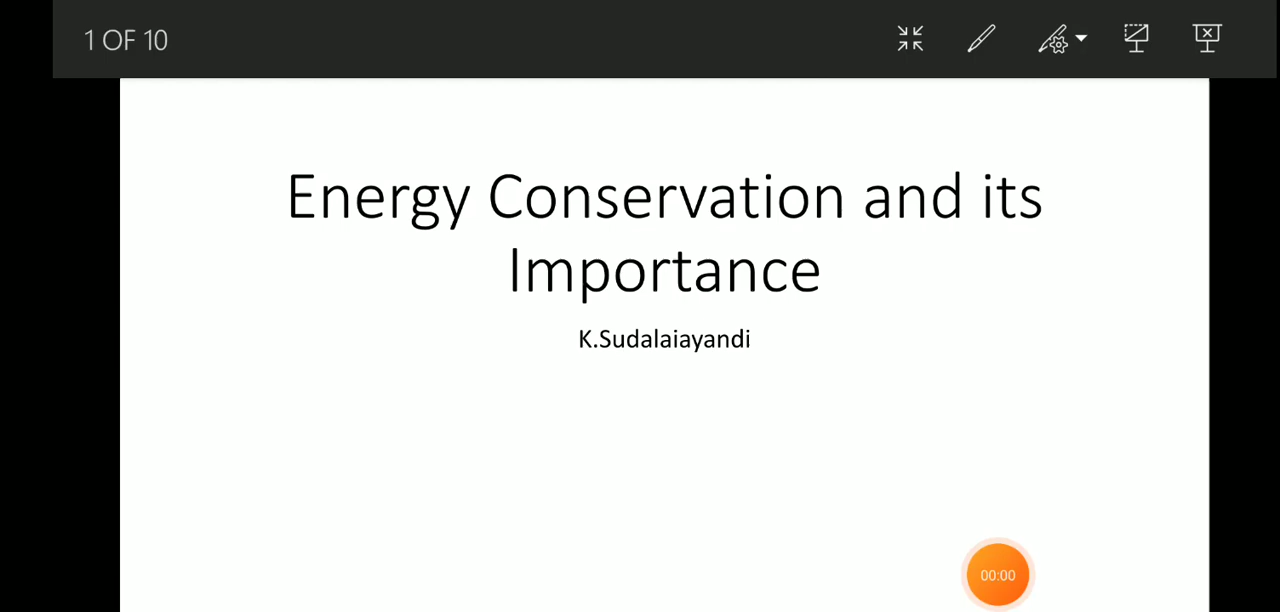 1 OF 10
Energy Conservation and its
Importance
K.Sudalaiayandi
00:00